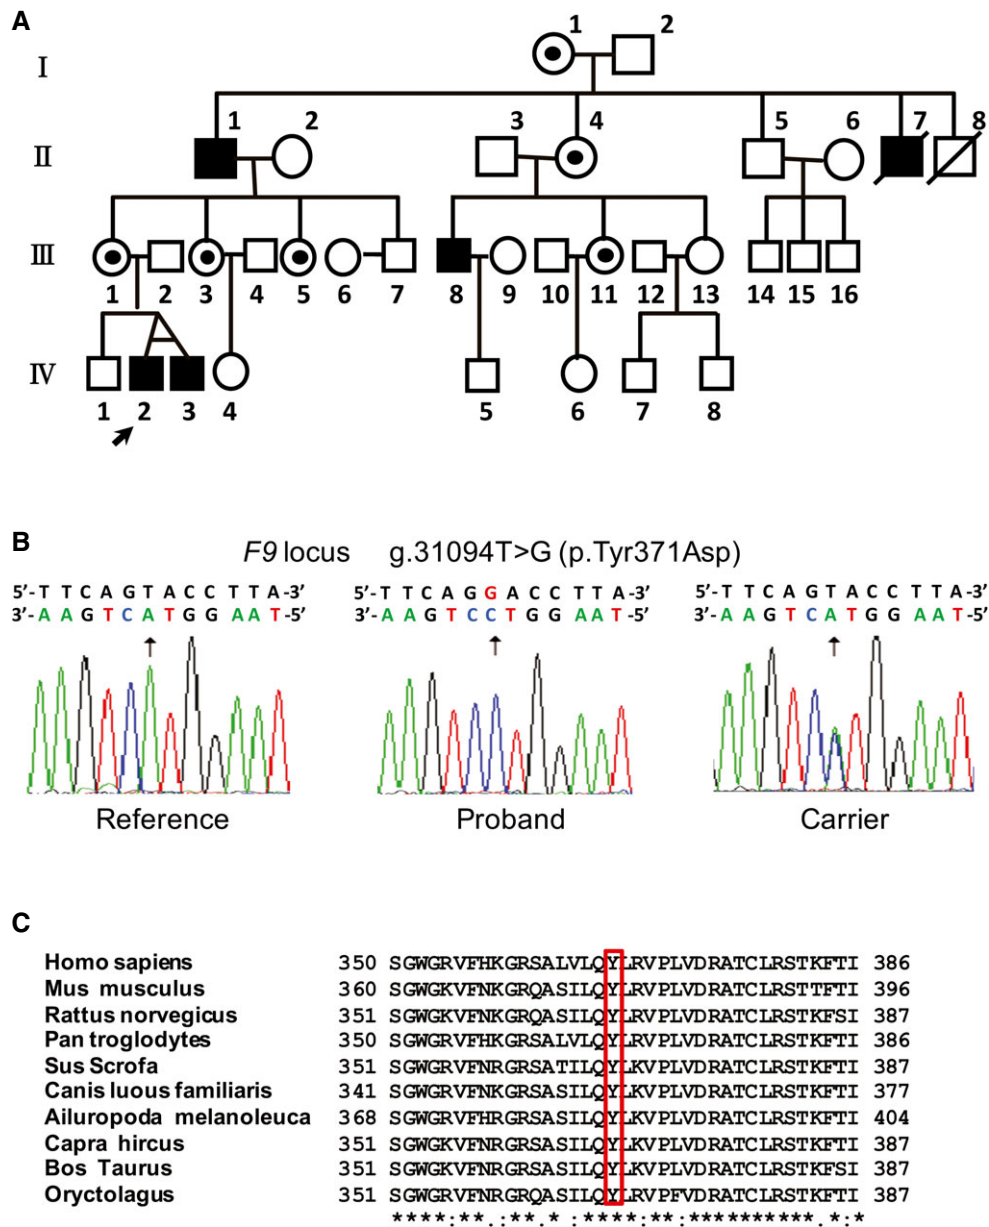 A
1 2
I
1 2 3 4 5 6 7 8
II
III
1 2 3 4 5 6 7 8 9 10 11 12 13 14 15 16
IV
1 2 3 4 5 6 7 8
B
F9 locus g.31094T>G (p.Tyr371Asp)
5'-T T C A G T A C C T T A-3' 5'-T T C A G G A C C T T A-3' 5'-T T C A G T A C C T T A-3'
3'-A A G T C A T G G A A T-5' 3'-A A G T C C T G G A A T-5' 3'-A A G T C A T G G A A T-5'
Reference Proband Carrier
C
Homo sapiens 350 SGWGRVFHKGRSALVLQYLRVPLVDRATCLRSTKFTI 386
Mus musculus 360 SGWGKVFNKGRQASILQYLRVPLVDRATCLRSTTFTI 396
Rattus norvegicus 351 SGWGKVFNKGRQASILQYLRVPLVDRATCLRSTKFSI 387
Pan troglodytes 350 SGWGRVFHKGRSALVLQYLRVPLVDRATCLRSTKFTI 386
Sus Scrofa 351 SGWGRVFNRGRSATILQYLKVPLVDRATCLRSTKFTI 387
Canis luous familiaris 341 SGWGRVFNKGRSASILQYLKVPLVDRATCLRSTKFTI 377
Ailuropoda melanoleuca 368 SGWGRVFHRGRSASILQYLKVPLVDRATCLRSTKFTI 404
Capra hircus 351 SGWGRVFNRGRSASILQYLKVPLVDRATCLRSTKFTI 387
Bos Taurus 351 SGWGKVFNRGRSASILQYLKVPLVDRATCLRSTKFSI 387
Oryctolagus 351 SGWGRVFNRGRQASILQYLRVPFVDRATCLRSTKFTI 387
****:**.:**.* :****:**:**********.*:*